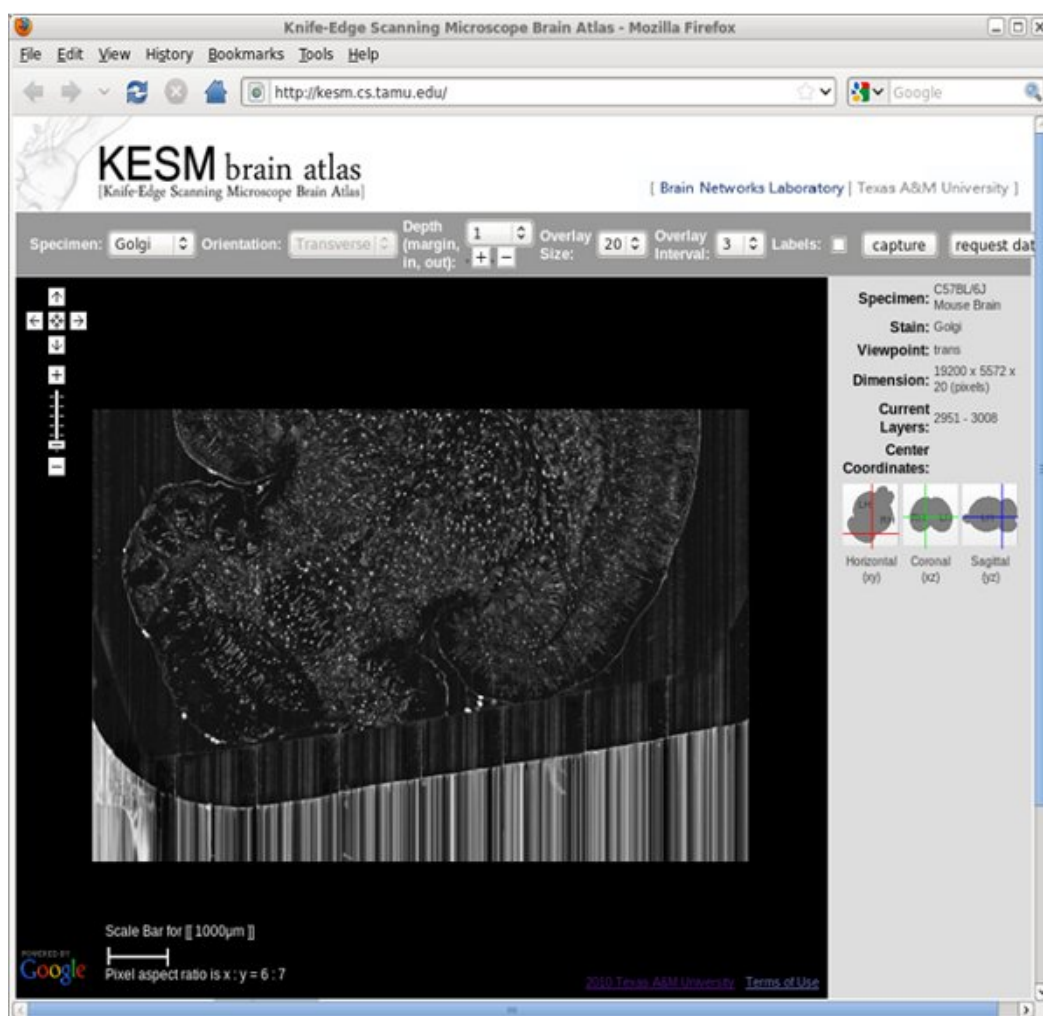 Knife-Edge Scanning Microscope Brain Atlas - Mozilla Firefox
File Edit View History Bookmarks Tools Help
http://kesm.cs.tamu.edu/
Google
KESM brain atlas
[Knife-Edge Scanning Microscope Brain Atlas]
[ Brain Networks Laboratory | Texas A&M University ]
Specimen: Golgi Orientation: Transverse Depth (margin, in, out): 1 + − Overlay Size: 20 Overlay Interval: 3 Labels: capture request dat
Specimen: C57BL/6J
Mouse Brain
Stain: Golgi
Viewpoint: trans
Dimension: 19200 x 5572 x
20 (pixels)
Current
Layers: 2951 - 3008
Center
Coordinates:
LH RH
Horizontal Coronal Sagittal
(xy) (xz) (yz)
Scale Bar for [[ 1000µm ]]
POWERED BY
Google
Pixel aspect ratio is x : y = 6 : 7
2010 Texas A&M University Terms of Use